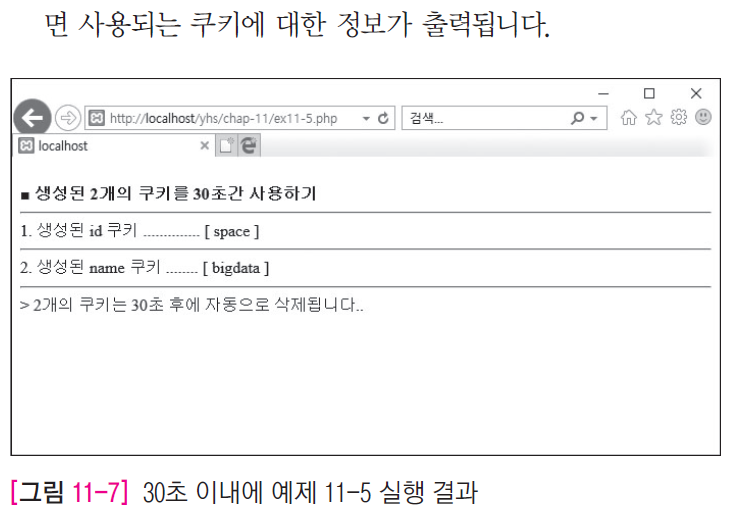 면 사용되는 쿠키에 대한 정보가 출력됩니다.
http://localhost/yhs/chap-11/ex11-5.php
검색...
localhost
■ 생성된 2개의 쿠키를 30초간 사용하기
1. 생성된 id 쿠키 .............. [ space ]
2. 생성된 name 쿠키 ........ [ bigdata ]
> 2개의 쿠키는 30초 후에 자동으로 삭제됩니다..
[그림 11-7] 30초 이내에 예제 11-5 실행 결과